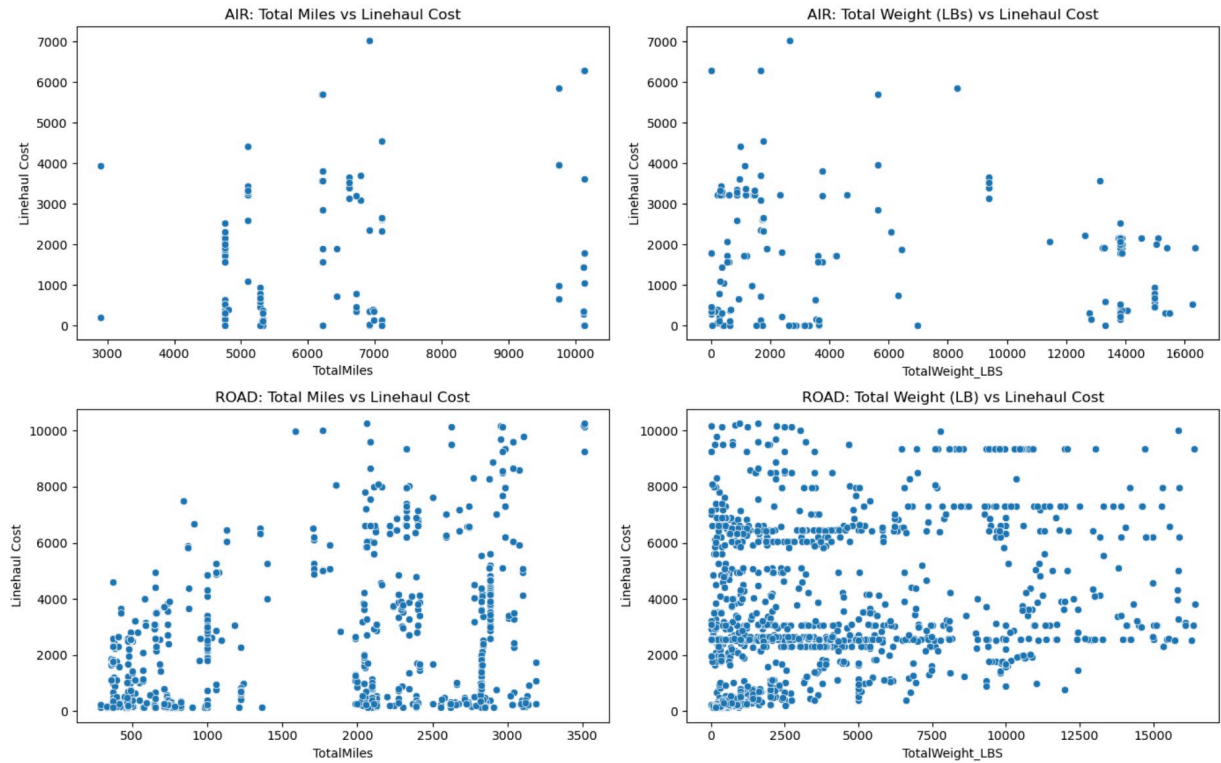 AIR: Total Miles vs Linehaul Cost
7000
6000
5000
4000
3000
2000
1000
0
Linehaul Cost
3000 4000 5000 6000 7000 8000 9000 10000
TotalMiles
AIR: Total Weight (LBs) vs Linehaul Cost
7000
6000
5000
4000
3000
2000
1000
0
Linehaul Cost
0 2000 4000 6000 8000 10000 12000 14000 16000
TotalWeight_LBS
ROAD: Total Miles vs Linehaul Cost
10000
8000
6000
4000
2000
0
Linehaul Cost
500 1000 1500 2000 2500 3000 3500
TotalMiles
ROAD: Total Weight (LB) vs Linehaul Cost
10000
8000
6000
4000
2000
0
Linehaul Cost
0 2500 5000 7500 10000 12500 15000
TotalWeight_LBS